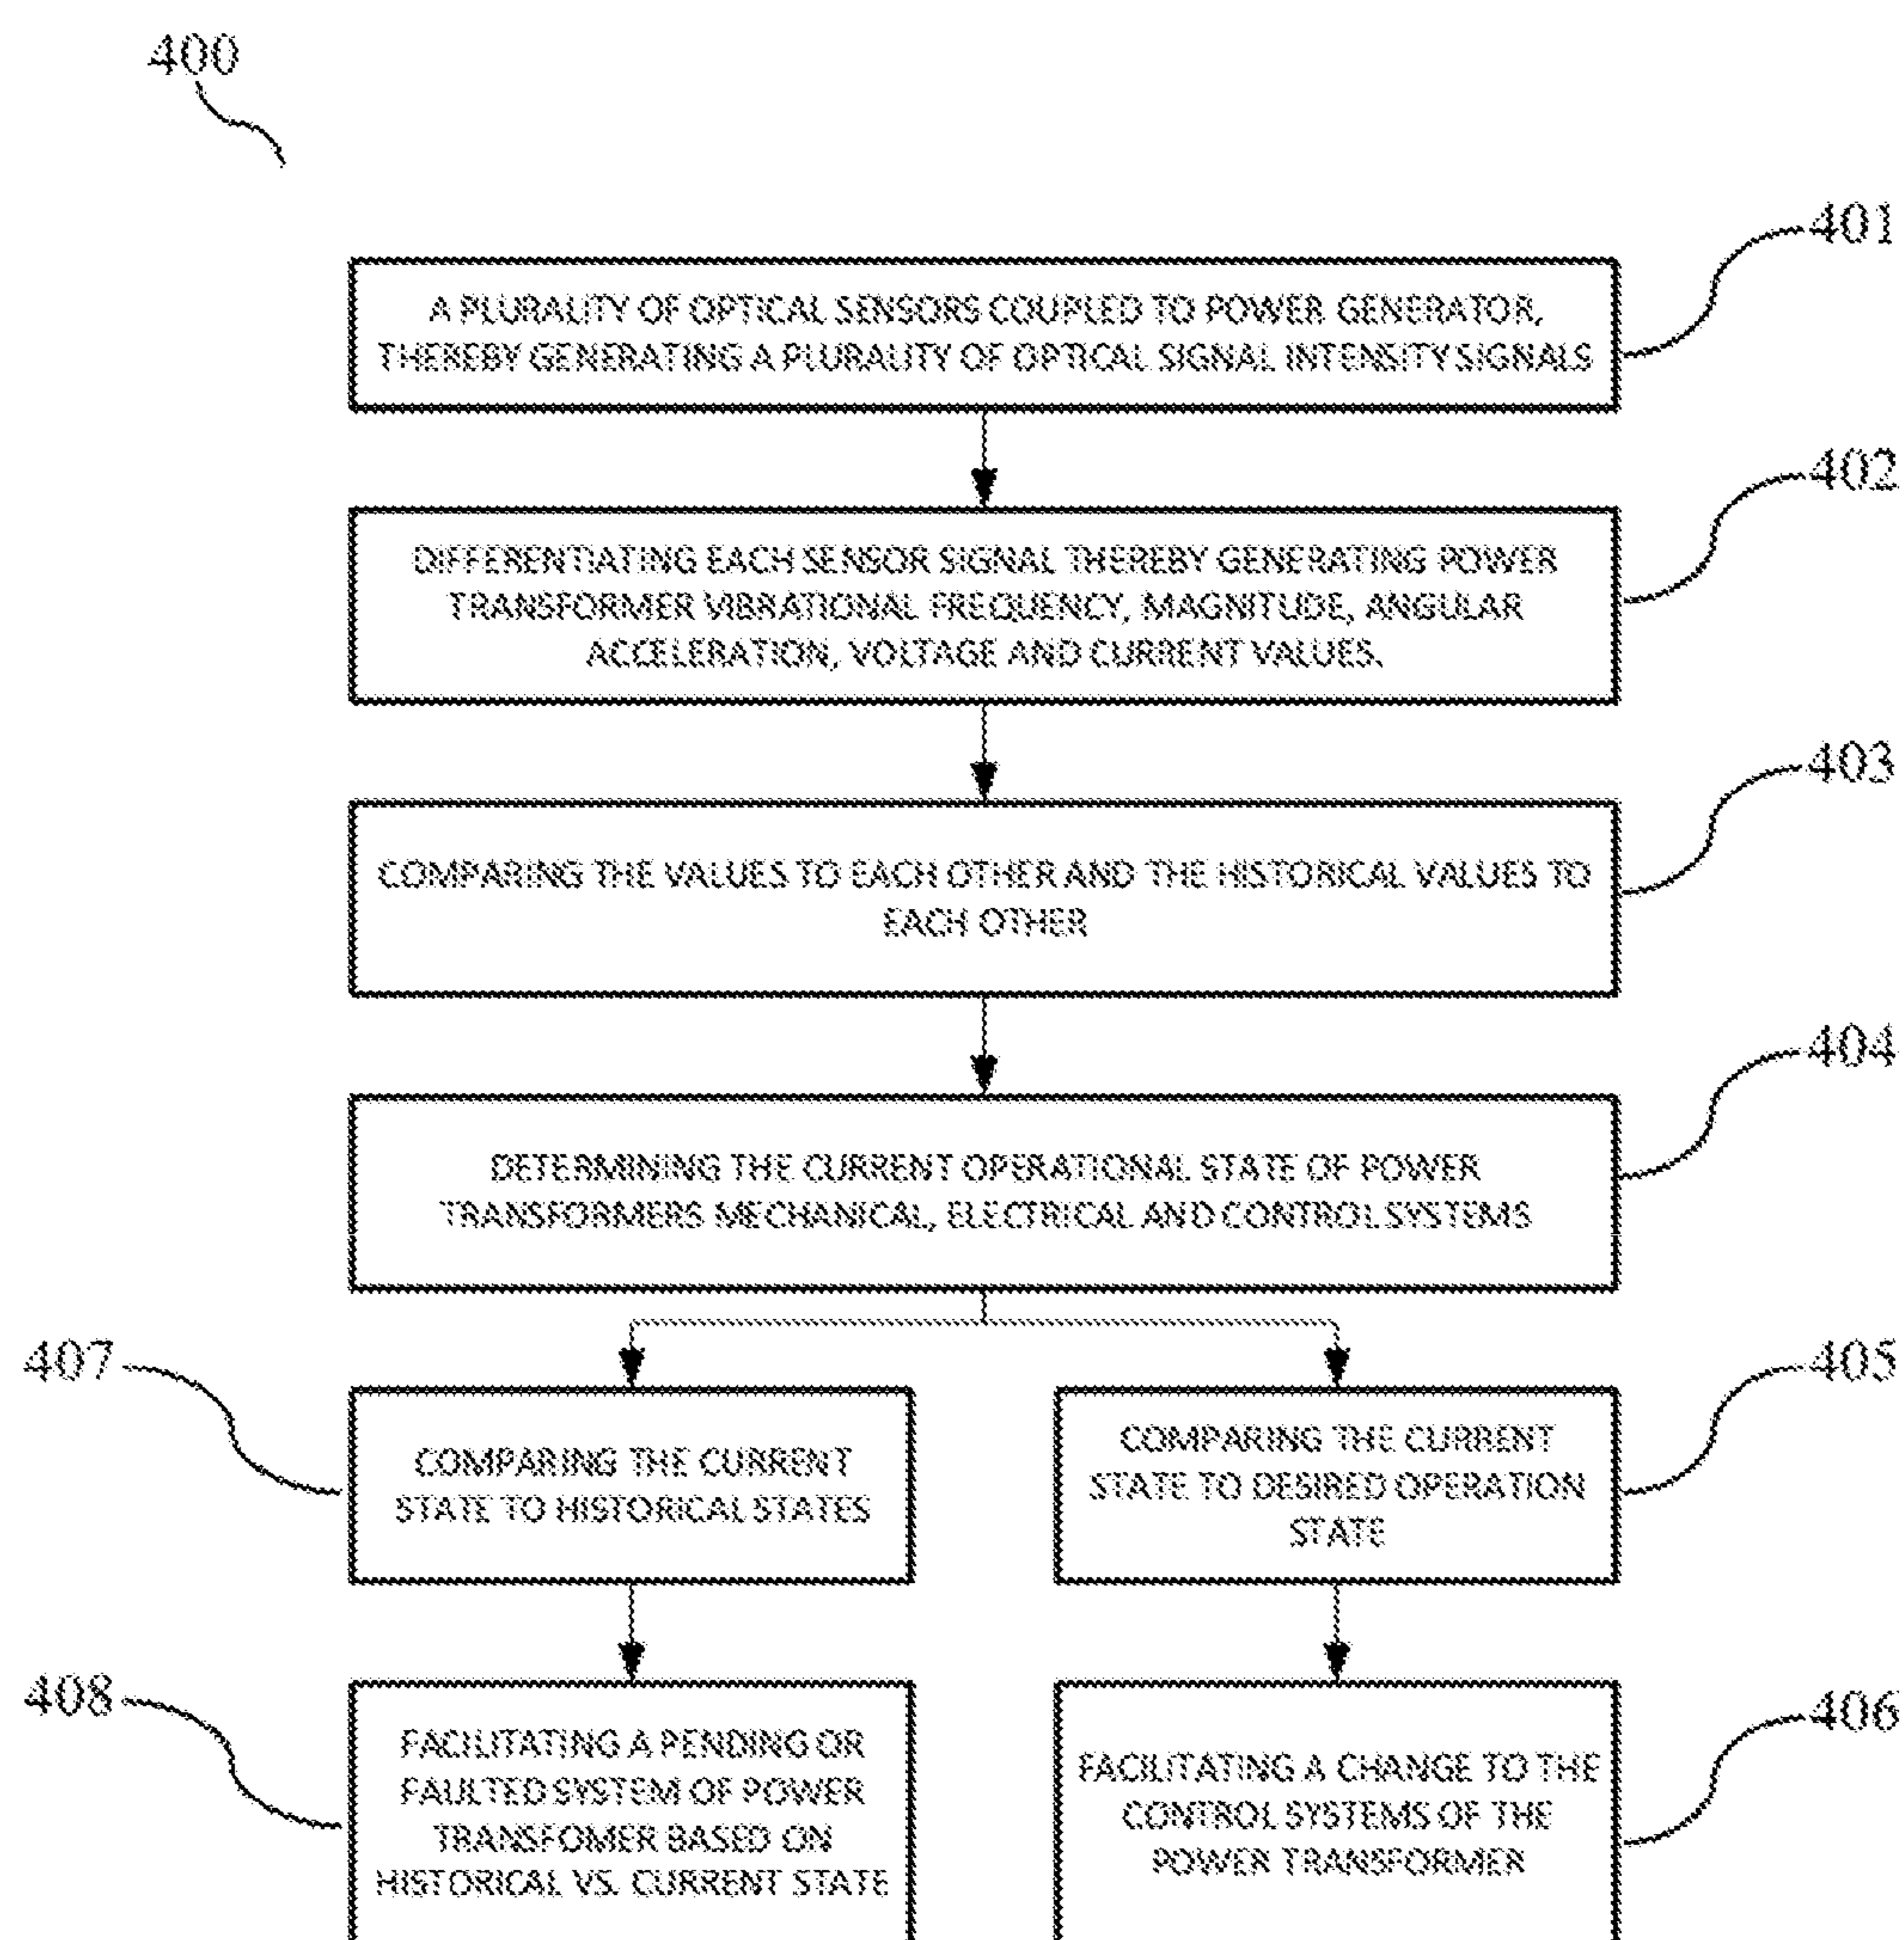 400
401
A PLURALITY OF OPTICAL SENSORS COUPLED TO POWER GENERATOR,
THEREBY GENERATING A PLURALITY OF OPTICAL SIGNAL INTENSITY SIGNALS
402
DIFFERENTIATING EACH SENSOR SIGNAL THEREBY GENERATING POWER
TRANSFORMER VIBRATIONAL FREQUENCY, MAGNITUDE, ANGULAR
ACCELERATION, VOLTAGE AND CURRENT VALUES.
403
COMPARING THE VALUES TO EACH OTHER AND THE HISTORICAL VALUES TO
EACH OTHER
404
DETERMINING THE CURRENT OPERATIONAL STATE OF POWER
TRANSFORMERS MECHANICAL, ELECTRICAL AND CONTROL SYSTEMS
407
COMPARING THE CURRENT
STATE TO HISTORICAL STATES
405
COMPARING THE CURRENT
STATE TO DESIRED OPERATION
STATE
408
FACILITATING A PENDING OR
FAULTED SYSTEM OF POWER
TRANSFOMER BASED ON
HISTORICAL VS. CURRENT STATE
406
FACILITATING A CHANGE TO THE
CONTROL SYSTEMS OF THE
POWER TRANSFORMER